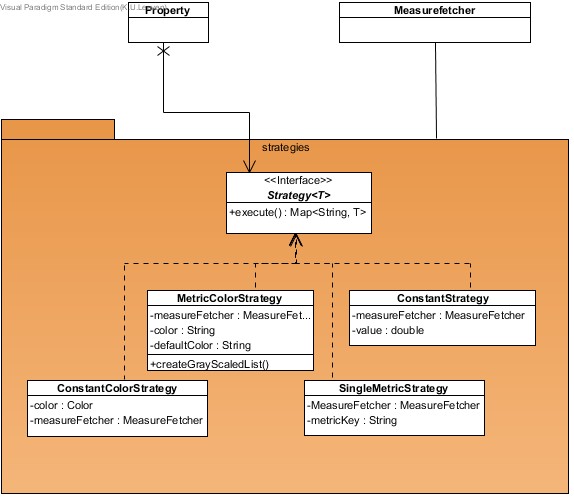 Visual Paradigm Standard Edition(K.U.Leuven)
Property
Measurefetcher
strategies
<<Interface>>
Strategy<T>
+execute() : Map<String, T>
MetricColorStrategy
-measureFetcher : MeasureFet...
-color : String
-defaultColor : String
+createGrayScaledList()
ConstantStrategy
-measureFetcher : MeasureFetcher
-value : double
ConstantColorStrategy
-color : Color
-measureFetcher : MeasureFetcher
SingleMetricStrategy
-MeasureFetcher : MeasureFetcher
-metricKey : String